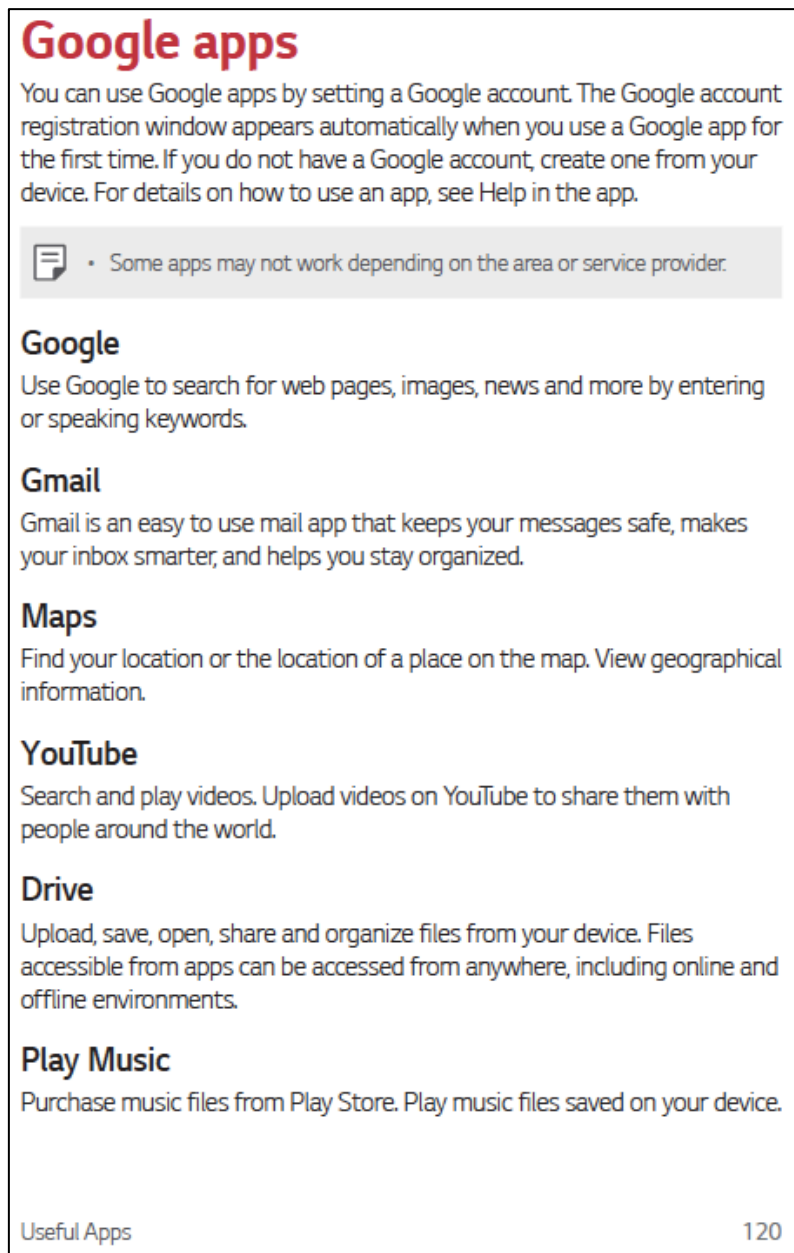 Google apps
You can use Google apps by setting a Google account. The Google account
registration window appears automatically when you use a Google app for
the first time. If you do not have a Google account, create one from your
device. For details on how to use an app, see Help in the app.
• Some apps may not work depending on the area or service provider.
Google
Use Google to search for web pages, images, news and more by entering
or speaking keywords.
Gmail
Gmail is an easy to use mail app that keeps your messages safe, makes
your inbox smarter, and helps you stay organized.
Maps
Find your location or the location of a place on the map. View geographical
information.
YouTube
Search and play videos. Upload videos on YouTube to share them with
people around the world.
Drive
Upload, save, open, share and organize files from your device. Files
accessible from apps can be accessed from anywhere, including online and
offline environments.
Play Music
Purchase music files from Play Store. Play music files saved on your device.
Useful Apps 120